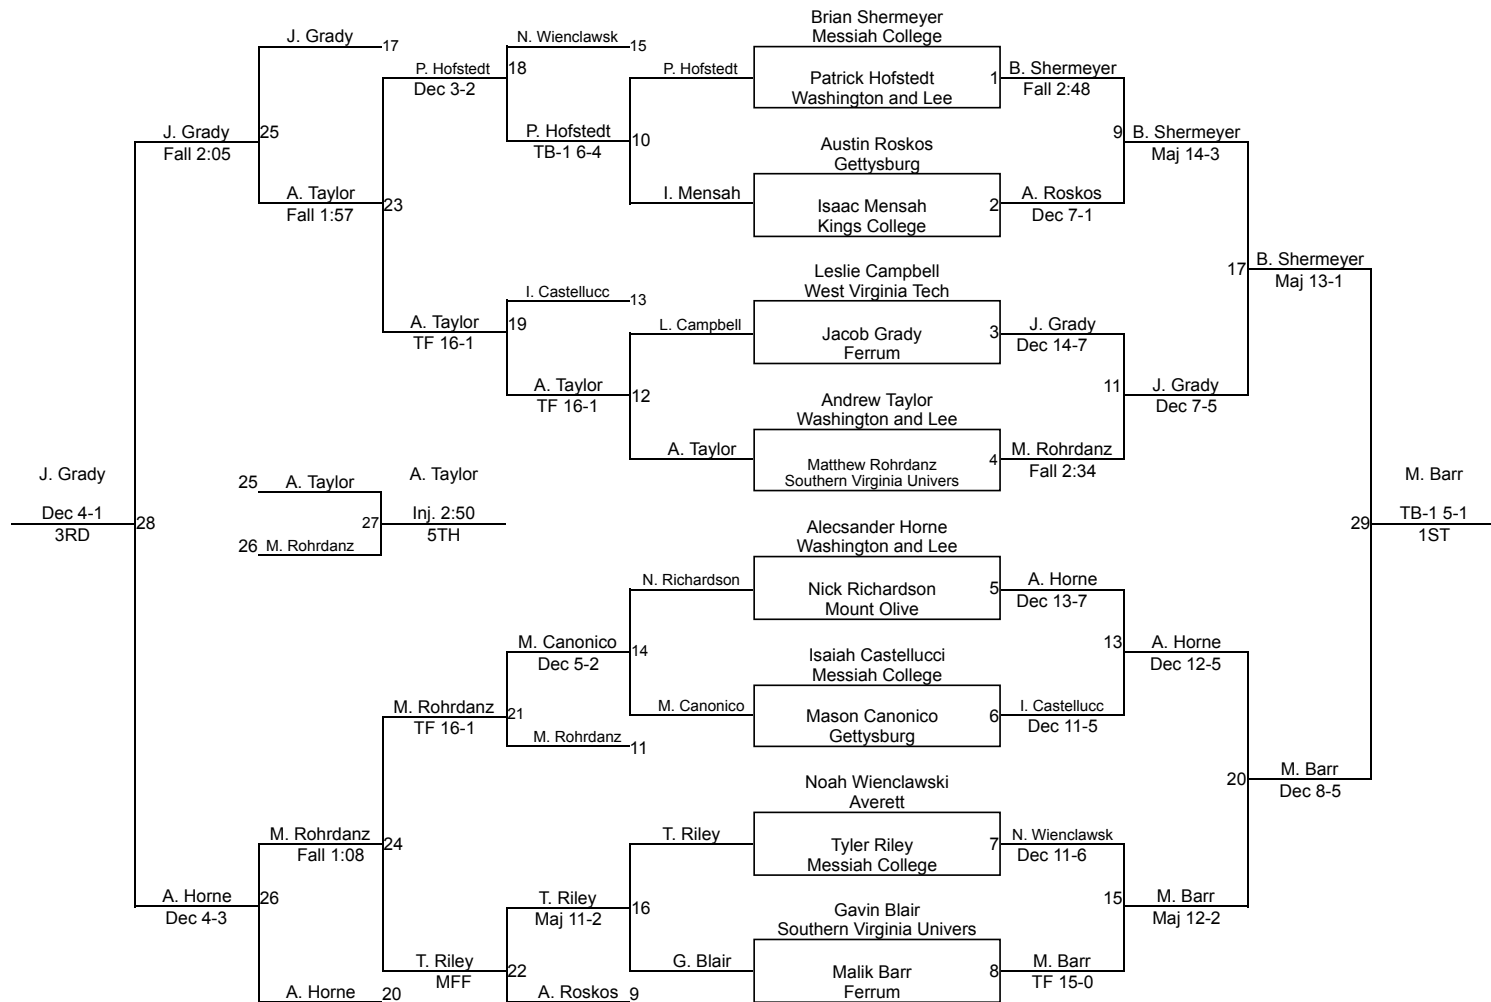 Brian Shermeyer
Messiah College
J. Grady
17
N. Wienclawsk
15
P. Hofstedt
18
Dec 3-2
P. Hofstedt
Patrick Hofstedt
Washington and Lee
1
B. Shermeyer
Fall 2:48
J. Grady
25
Fall 2:05
P. Hofstedt
10
TB-1 6-4
Austin Roskos
Gettysburg
9
B. Shermeyer
Maj 14-3
A. Taylor
23
Fall 1:57
I. Mensah
Isaac Mensah
Kings College
2
A. Roskos
Dec 7-1
Leslie Campbell
West Virginia Tech
17
B. Shermeyer
Maj 13-1
I. Castellucc
13
A. Taylor
19
TF 16-1
L. Campbell
Jacob Grady
Ferrum
3
J. Grady
Dec 14-7
A. Taylor
12
TF 16-1
Andrew Taylor
Washington and Lee
11
J. Grady
Dec 7-5
A. Taylor
Matthew Rohrdanz
Southern Virginia Univers
4
M. Rohrdanz
Fall 2:34
J. Grady
Dec 4-1
3RD
28
25
A. Taylor
26
M. Rohrdanz
27
A. Taylor
Inj. 2:50
5TH
M. Barr
29
TB-1 5-1
1ST
Alecsander Horne
Washington and Lee
N. Richardson
Nick Richardson
Mount Olive
5
A. Horne
Dec 13-7
M. Canonico
14
Dec 5-2
Isaiah Castellucci
Messiah College
13
A. Horne
Dec 12-5
M. Rohrdanz
21
TF 16-1
M. Canonico
Mason Canonico
Gettysburg
6
I. Castellucc
Dec 11-5
M. Rohrdanz
11
Noah Wienclawski
Averett
20
M. Barr
Dec 8-5
M. Rohrdanz
24
Fall 1:08
T. Riley
Tyler Riley
Messiah College
7
N. Wienclawsk
Dec 11-6
A. Horne
26
Dec 4-3
T. Riley
16
Maj 11-2
Gavin Blair
Southern Virginia Univers
15
M. Barr
Maj 12-2
T. Riley
22
MFF
G. Blair
Malik Barr
Ferrum
8
M. Barr
TF 15-0
A. Horne
20
A. Roskos
9